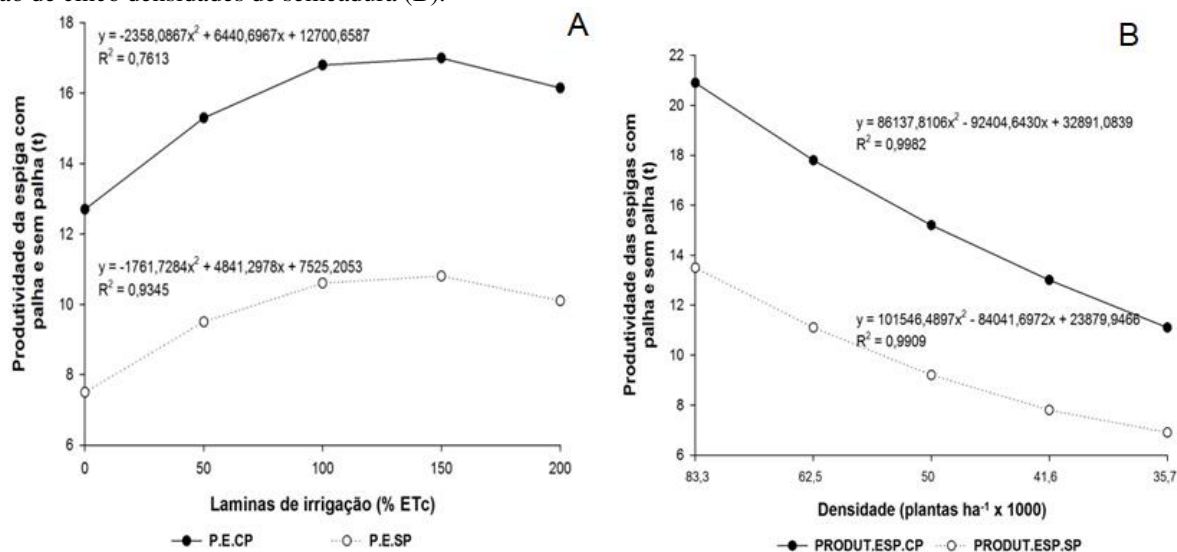 ão de cinco densidades de semeadura (B).
A
y = -2358,0867x² + 6440,6967x + 12700,6587
R² = 0,7613
y = -1761,7284x² + 4841,2978x + 7525,2053
R² = 0,9345
Produtividade da espiga com
palha e sem palha (t)
18
16
14
12
10
8
6
0 50 100 150 200
Laminas de irrigação (% ETc)
P.E.CP P.E.SP
B
y = 86137,8106x² - 92404,6430x + 32891,0839
R² = 0,9982
y = 101546,4897x² - 84041,6972x + 23879,9466
R² = 0,9909
Produtividade das espigas com
palha e sem palha (t)
22
20
18
16
14
12
10
8
6
83,3 62,5 50 41,6 35,7
Densidade (plantas ha⁻¹ x 1000)
PRODUT.ESP.CP PRODUT.ESP.SP